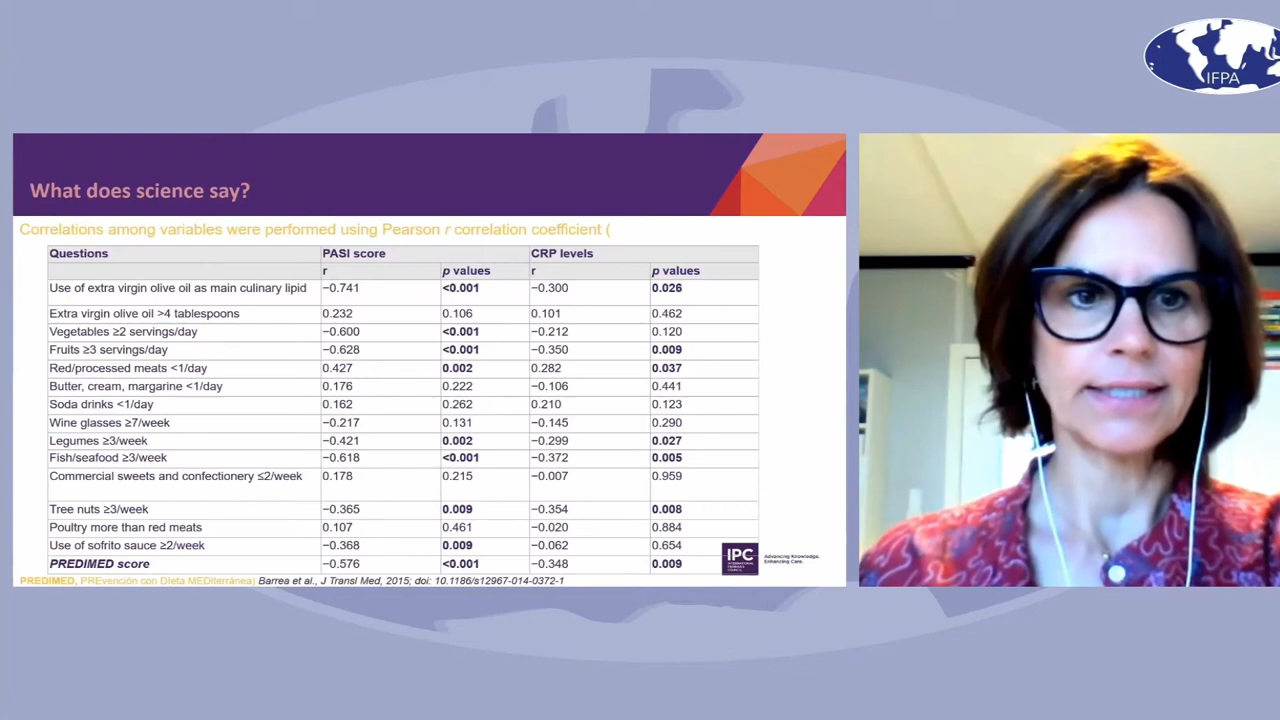 IFPA
What does science say?
Correlations among variables were performed using Pearson r correlation coefficient (
Questions PASI score CRP levels
r p values r p values
Use of extra virgin olive oil as main culinary lipid −0.741 <0.001 −0.300 0.026
Extra virgin olive oil >4 tablespoons 0.232 0.106 0.101 0.462
Vegetables ≥2 servings/day −0.600 <0.001 −0.212 0.120
Fruits ≥3 servings/day −0.628 <0.001 −0.350 0.009
Red/processed meats <1/day 0.427 0.002 0.282 0.037
Butter, cream, margarine <1/day 0.176 0.222 −0.106 0.441
Soda drinks <1/day 0.162 0.262 0.210 0.123
Wine glasses ≥7/week −0.217 0.131 −0.145 0.290
Legumes ≥3/week −0.421 0.002 −0.299 0.027
Fish/seafood ≥3/week −0.618 <0.001 −0.372 0.005
Commercial sweets and confectionery ≤2/week 0.178 0.215 −0.007 0.959
Tree nuts ≥3/week −0.365 0.009 −0.354 0.008
Poultry more than red meats 0.107 0.461 −0.020 0.884
Use of sofrito sauce ≥2/week −0.368 0.009 −0.062 0.654
PREDIMED score −0.576 <0.001 −0.348 0.009
IPC
INTERNATIONAL
PSORIASIS
COUNCIL
Advancing Knowledge.
Enhancing Care.
PREDIMED, PREvención con DIeta MEDiterránea) Barrea et al., J Transl Med, 2015; doi: 10.1186/s12967-014-0372-1